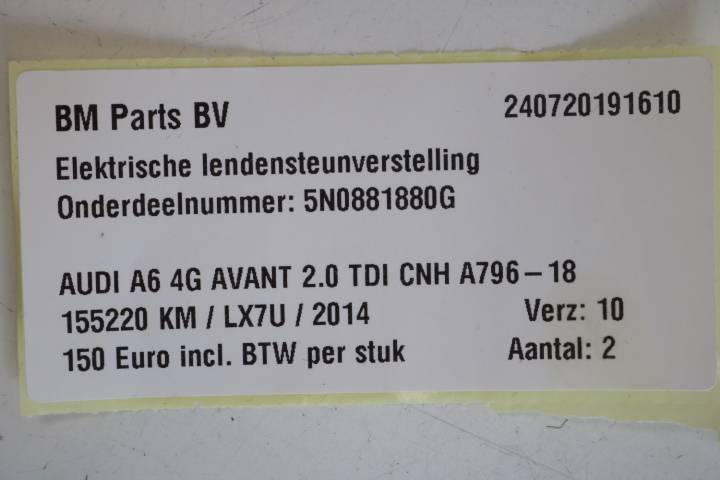 BM Parts BV 240720191610
Elektrische lendensteunverstelling
Onderdeelnummer: 5N0881880G
AUDI A6 4G AVANT 2.0 TDI CNH A796-18
155220 KM / LX7U / 2014 Verz: 10
150 Euro incl. BTW per stuk Aantal: 2